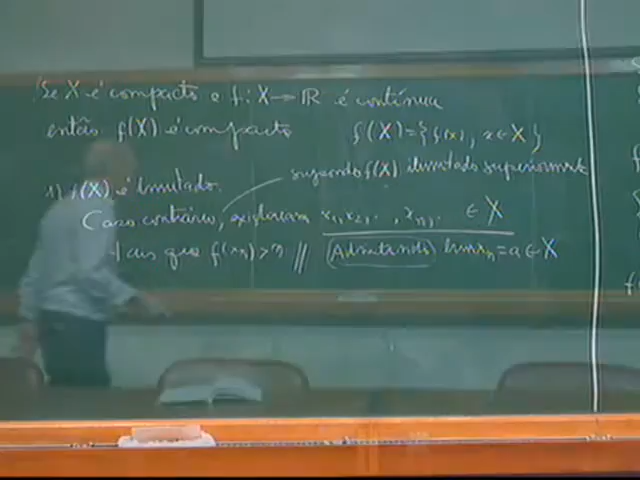 Se X é compacto e f: X → ℝ é contínua
então f(X) é compacto f(X) = {f(x), x ∈ X}
supondo f(X) ilimitado superiormente
1) f(X) é limitado.
Caso contrário, existiriam x₁, x₂, ..., xₙ, ... ∈ X
tais que f(xₙ) > n // Admitindo lim xₙ = a ∈ X